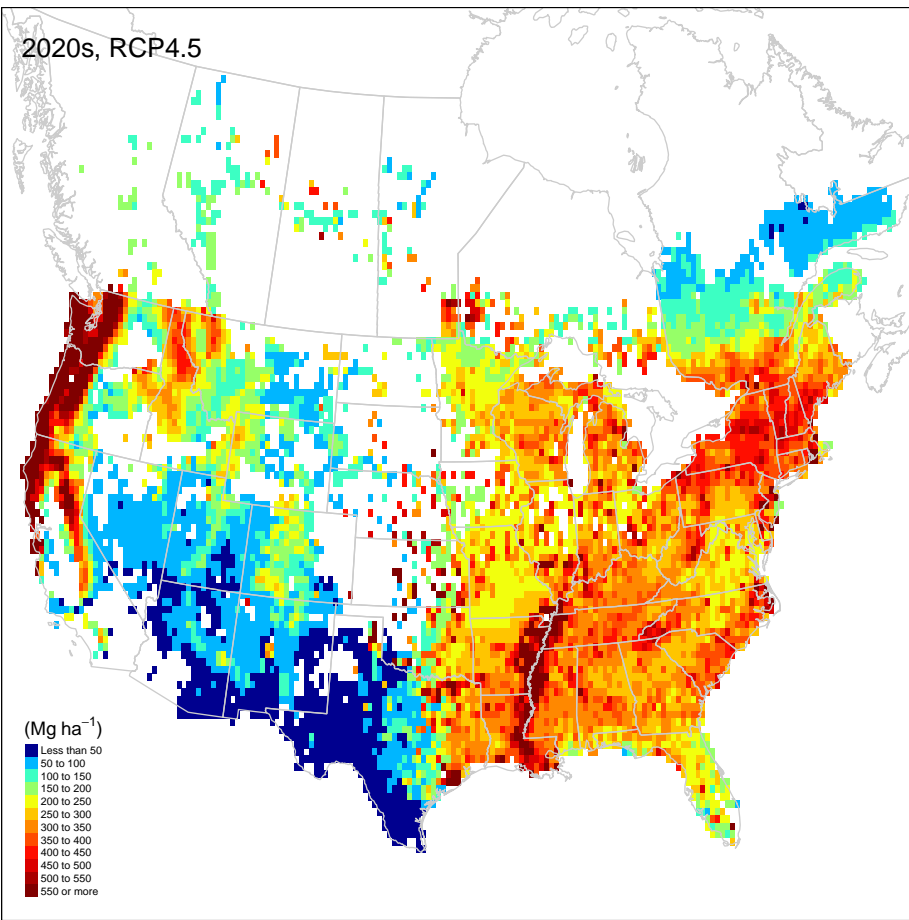 2020s, RCP4.5
(Mg ha⁻¹)
Less than 50
50 to 100
100 to 150
150 to 200
200 to 250
250 to 300
300 to 350
350 to 400
400 to 450
450 to 500
500 to 550
550 or more